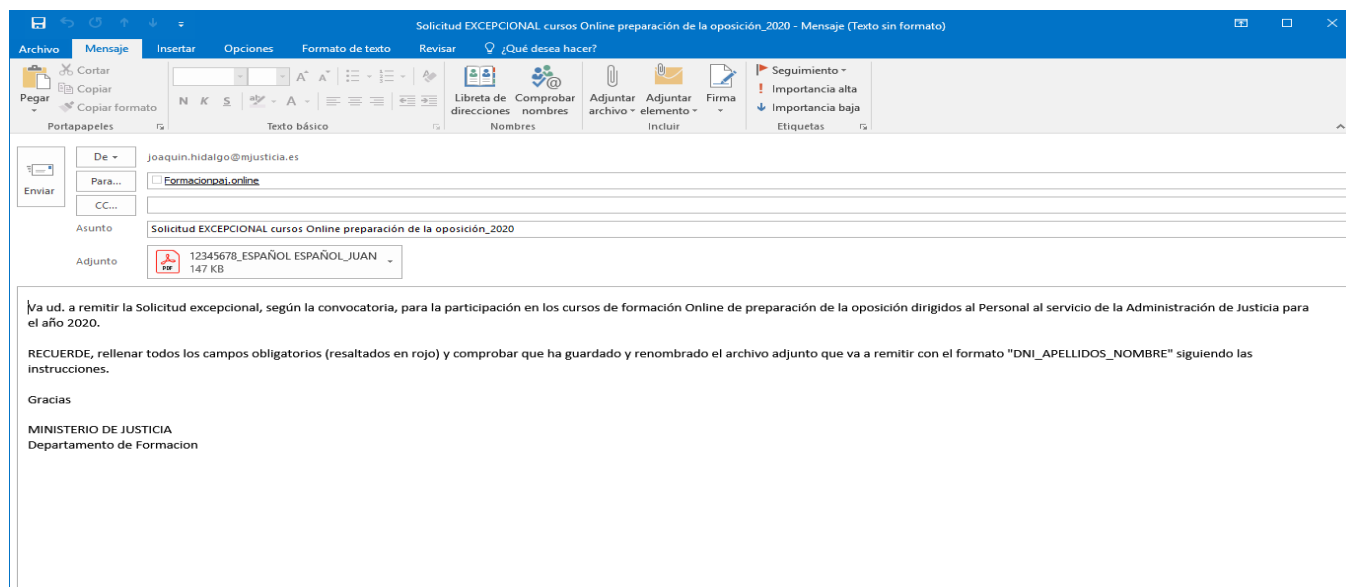 Solicitud EXCEPCIONAL cursos Online preparación de la oposición_2020 - Mensaje (Texto sin formato)
Archivo Mensaje Insertar Opciones Formato de texto Revisar ¿Qué desea hacer?
Pegar
Cortar
Copiar
Copiar formato
Portapapeles
N K S
Texto básico
Libreta de direcciones
Comprobar nombres
Nombres
Adjuntar archivo
Adjuntar elemento
Firma
Incluir
Seguimiento
Importancia alta
Importancia baja
Etiquetas
Enviar
De joaquin.hidalgo@mjusticia.es
Para... Formacionpaj.online
CC...
Asunto Solicitud EXCEPCIONAL cursos Online preparación de la oposición_2020
Adjunto 12345678_ESPAÑOL ESPAÑOL_JUAN
PDF 147 KB
Va ud. a remitir la Solicitud excepcional, según la convocatoria, para la participación en los cursos de formación Online de preparación de la oposición dirigidos al Personal al servicio de la Administración de Justicia para
el año 2020.
RECUERDE, rellenar todos los campos obligatorios (resaltados en rojo) y comprobar que ha guardado y renombrado el archivo adjunto que va a remitir con el formato "DNI_APELLIDOS_NOMBRE" siguiendo las
instrucciones.
Gracias
MINISTERIO DE JUSTICIA
Departamento de Formacion